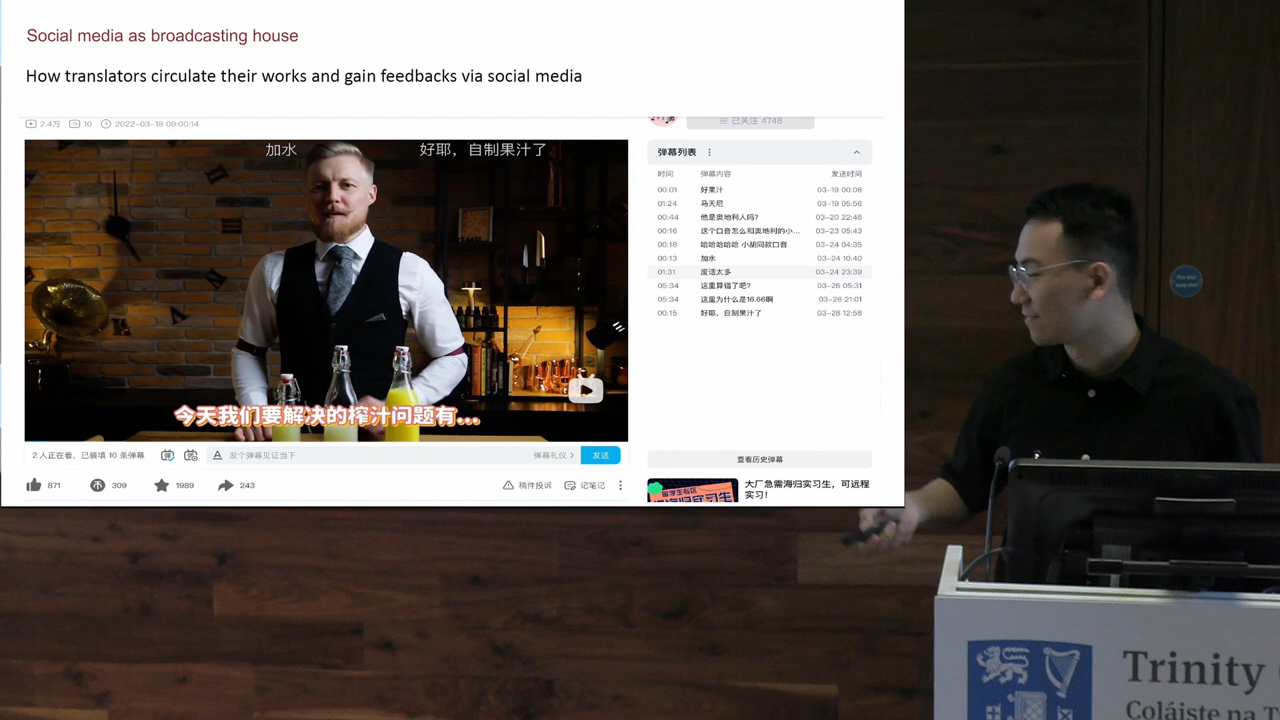 Social media as broadcasting house
How translators circulate their works and gain feedbacks via social media
2.4万 10 2022-03-18 09:00:14
已关注 4748
加水 好耶，自制果汁了
今天我们要解决的榨汁问题有...
弹幕列表
时间 弹幕内容 发送时间
00:01 好果汁 03-19 00:08
01:24 马天尼 03-19 05:56
00:44 他是奥地利人吗? 03-20 22:46
00:16 这个口音怎么和奥地利的小... 03-23 05:43
00:18 哈哈哈哈哈 小胡同款口音 03-24 04:35
00:13 加水 03-24 10:40
01:31 废话太多 03-24 23:39
05:34 这里算错了吧? 03-26 05:31
05:34 这里为什么是16.66啊 03-26 21:01
00:15 好耶，自制果汁了 03-28 12:58
2 人正在看，已装填 10 条弹幕 发个弹幕见证当下 弹幕礼仪 > 发送
查看历史弹幕
871 309 1989 243 稿件投诉 记笔记
大厂急需海归实习生，可远程
实习！
Trinity
Coláiste na T